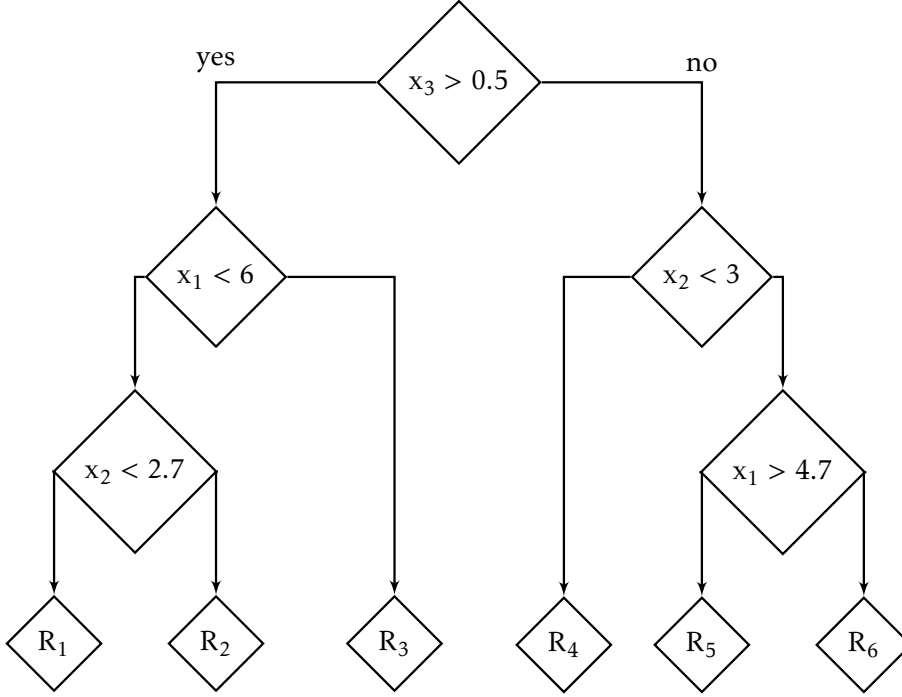 yes
no
x₃ > 0.5
x₁ < 6
x₂ < 3
x₂ < 2.7
x₁ > 4.7
R₁
R₂
R₃
R₄
R₅
R₆